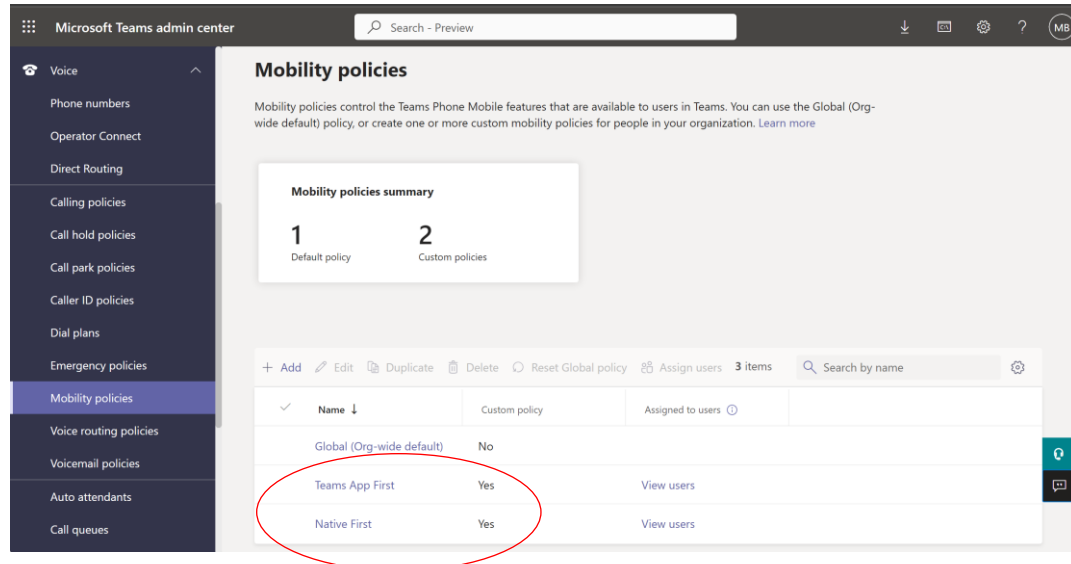 Microsoft Teams admin center
Search - Preview
?
MB
Voice
Phone numbers
Operator Connect
Direct Routing
Calling policies
Call hold policies
Call park policies
Caller ID policies
Dial plans
Emergency policies
Mobility policies
Voice routing policies
Voicemail policies
Auto attendants
Call queues
Mobility policies
Mobility policies control the Teams Phone Mobile features that are available to users in Teams. You can use the Global (Org-
wide default) policy, or create one or more custom mobility policies for people in your organization. Learn more
Mobility policies summary
1 2
Default policy Custom policies
+ Add Edit Duplicate Delete Reset Global policy Assign users 3 items Search by name
Name ↓ Custom policy Assigned to users
Global (Org-wide default) No
Teams App First Yes View users
Native First Yes View users